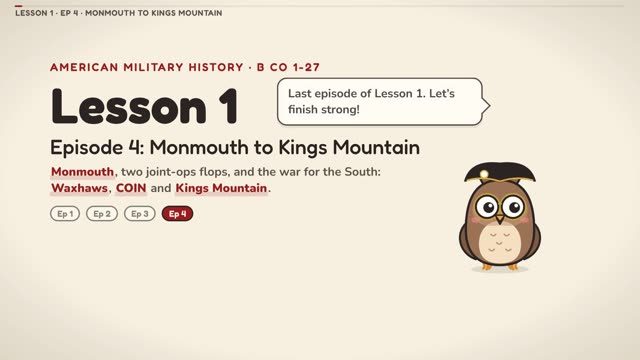 LESSON 1 · EP 4 · MONMOUTH TO KINGS MOUNTAIN
AMERICAN MILITARY HISTORY · B CO 1-27
Lesson 1
Last episode of Lesson 1. Let's
finish strong!
Episode 4: Monmouth to Kings Mountain
Monmouth, two joint-ops flops, and the war for the South:
Waxhaws, COIN and Kings Mountain.
Ep 1 Ep 2 Ep 3 Ep 4